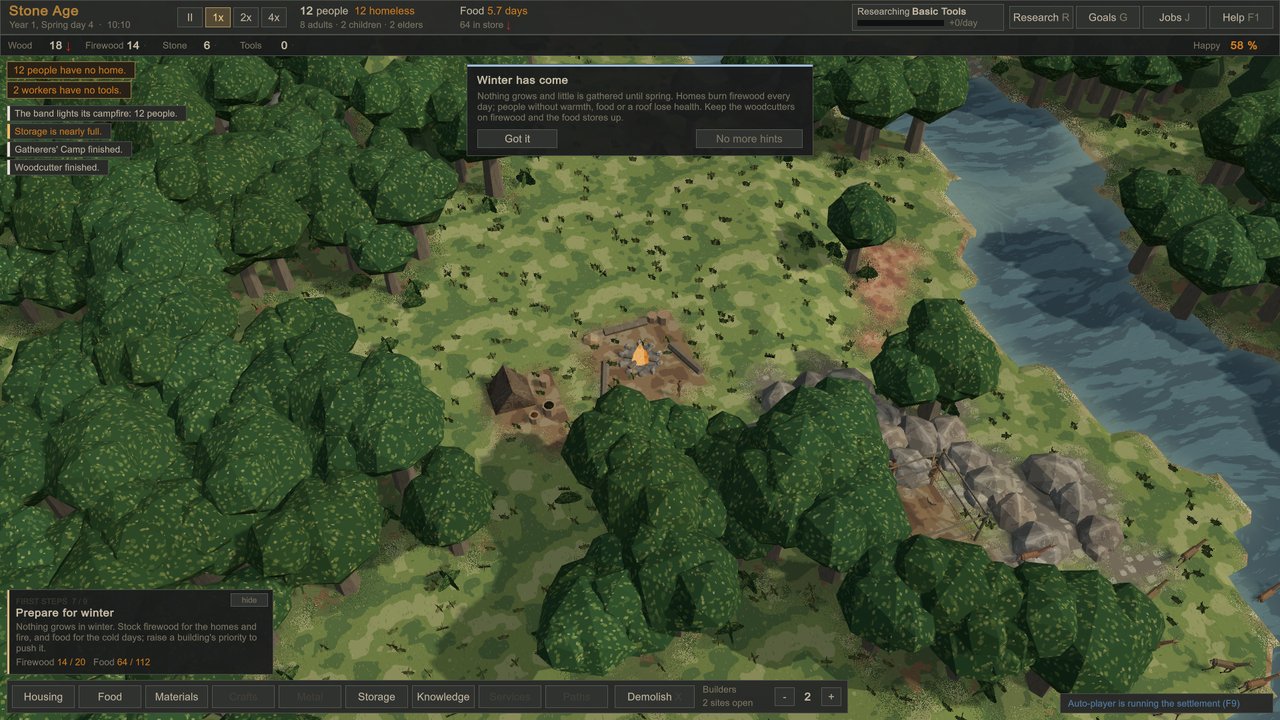 Stone Age
Year 1, Spring day 4 · 10:10
II 1x 2x 4x
12 people 12 homeless
8 adults · 2 children · 2 elders
Food 5.7 days
64 in store ↓
Researching Basic Tools
+0/day
Research R
Goals G
Jobs J
Help F1
Wood 18 ↓ Firewood 14 Stone 6 Tools 0
Happy 58 %
12 people have no home.
2 workers have no tools.
The band lights its campfire: 12 people.
Storage is nearly full.
Gatherers' Camp finished.
Woodcutter finished.
Winter has come
Nothing grows and little is gathered until spring. Homes burn firewood every
day; people without warmth, food or a roof lose health. Keep the woodcutters
on firewood and the food stores up.
Got it
No more hints
FIRST STEPS 7 / 9
hide
Prepare for winter
Nothing grows in winter. Stock firewood for the homes and
fire, and food for the cold days; raise a building's priority to
push it.
Firewood 14 / 20 Food 64 / 112
Housing
Food
Materials
Crafts
Metal
Storage
Knowledge
Services
Paths
Demolish X
Builders
2 sites open
- 2 +
Auto-player is running the settlement (F9)